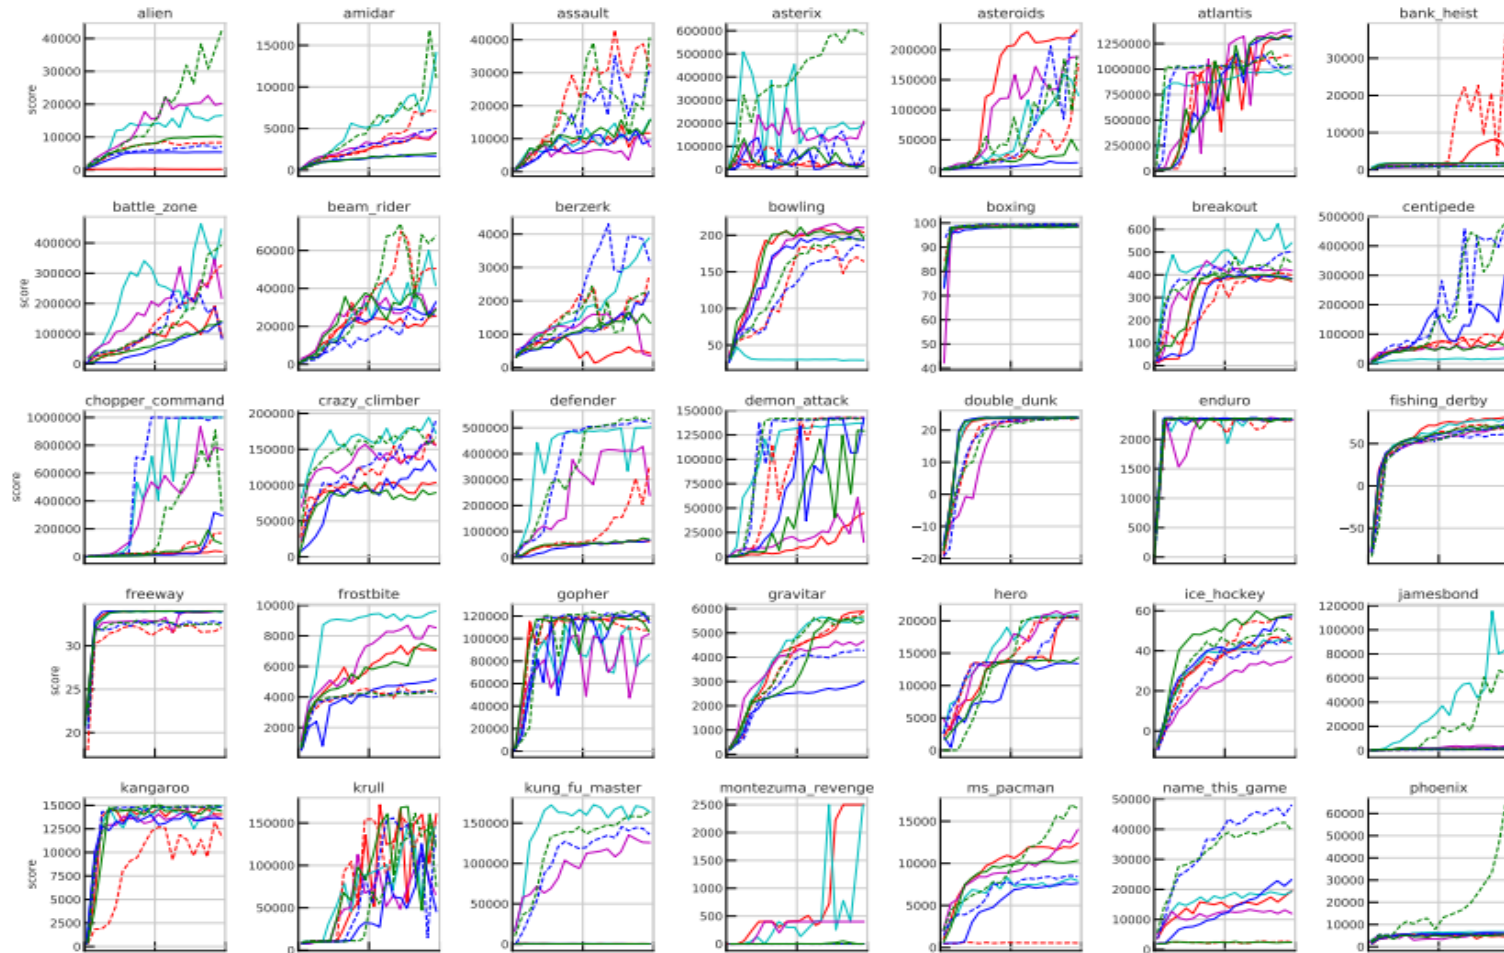 alien amidar assault asterix asteroids atlantis bank_heist
40000 15000 40000 600000 200000 1250000 30000
30000 10000 30000 500000 150000 1000000 20000
20000 5000 20000 400000 100000 750000 10000
10000 0 10000 300000 50000 500000 0
0 0 200000 0 250000
100000 0
0
score
battle_zone beam_rider berzerk bowling boxing breakout centipede
400000 60000 4000 200 100 600 500000
300000 40000 3000 150 90 500 400000
200000 20000 2000 100 80 400 300000
100000 0 1000 50 70 300 200000
0 0 60 200 100000
50 100 0
40 0
score
chopper_command crazy_climber defender demon_attack double_dunk enduro fishing_derby
1000000 200000 500000 150000 20 2500 50
800000 150000 400000 125000 10 2000 0
600000 100000 300000 100000 0 1500 −50
400000 50000 200000 75000 −10 1000
200000 0 100000 50000 −20 500
0 0 25000 0
0
score
freeway frostbite gopher gravitar hero ice_hockey jamesbond
30 10000 120000 6000 20000 60 120000
25 8000 100000 5000 15000 40 100000
20 6000 80000 4000 10000 20 80000
4000 60000 3000 5000 0 60000
2000 40000 2000 0 40000
20000 1000 20000
0 0 0
score
kangaroo krull kung_fu_master montezuma_revenge ms_pacman name_this_game phoenix
15000 150000 150000 2500 15000 50000 60000
12500 100000 100000 2000 10000 40000 50000
10000 50000 50000 1500 5000 30000 40000
7500 0 0 1000 0 20000 30000
5000 500 10000 20000
2500 0 0 10000
0 0
score